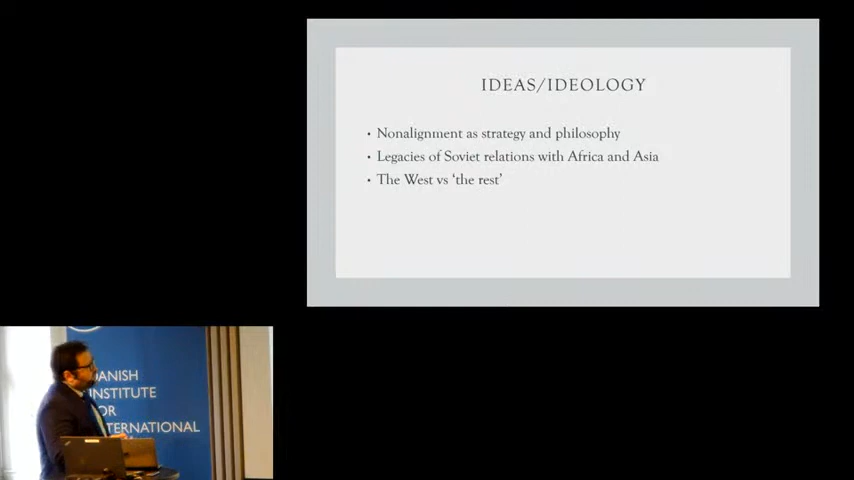 IDEAS/IDEOLOGY
• Nonalignment as strategy and philosophy
• Legacies of Soviet relations with Africa and Asia
• The West vs ‘the rest’
ANISH
INSTITUTE
OR
TERNATIONAL